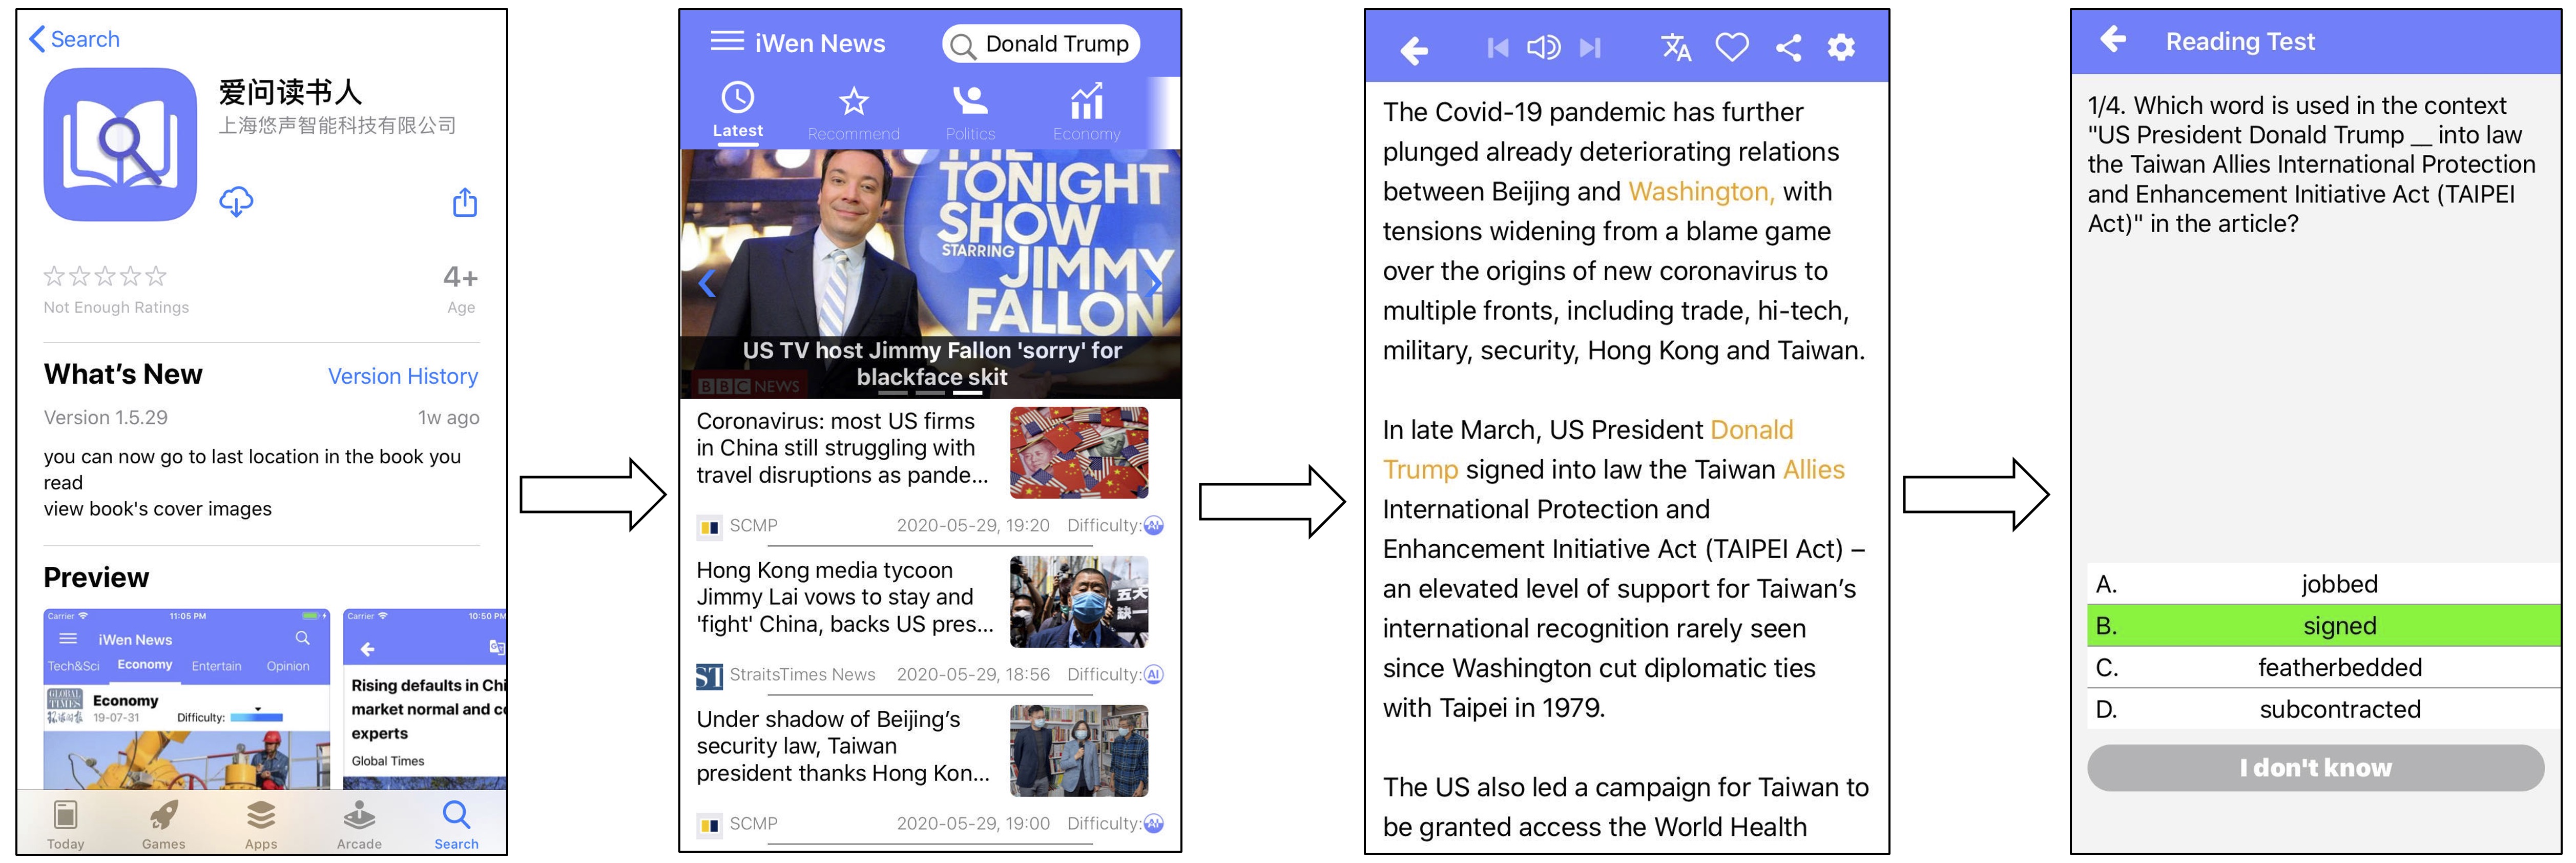 Search
爱问读书人
上海悠声智能科技有限公司
Not Enough Ratings
4+
Age
What's New
Version History
Version 1.5.29
1w ago
you can now go to last location in the book you
read
view book's cover images
Preview
Carrier
11:05 PM
iWen News
Tech&Sci
Economy
Entertain
Opinion
GLOBAL
TIMES
Economy
19-07-31
Difficulty:
Carrier
10:50 PM
Rising defaults in Chi
market normal and co
experts
Global Times
Today
Games
Apps
Arcade
Search
iWen News
Donald Trump
Latest
Recommend
Politics
Economy
THE
TONIGHT
SHOW
STARRING
JIMMY
FALLON
US TV host Jimmy Fallon 'sorry' for
blackface skit
BBC NEWS
Coronavirus: most US firms
in China still struggling with
travel disruptions as pande...
SCMP
2020-05-29, 19:20
Difficulty:
AI
Hong Kong media tycoon
Jimmy Lai vows to stay and
'fight' China, backs US pres...
五大
缺一
ST
StraitsTimes News
2020-05-29, 18:56
Difficulty:
AI
Under shadow of Beijing's
security law, Taiwan
president thanks Hong Kon...
SCMP
2020-05-29, 19:00
Difficulty:
AI
The Covid-19 pandemic has further
plunged already deteriorating relations
between Beijing and Washington, with
tensions widening from a blame game
over the origins of new coronavirus to
multiple fronts, including trade, hi-tech,
military, security, Hong Kong and Taiwan.
In late March, US President Donald
Trump signed into law the Taiwan Allies
International Protection and
Enhancement Initiative Act (TAIPEI Act) –
an elevated level of support for Taiwan's
international recognition rarely seen
since Washington cut diplomatic ties
with Taipei in 1979.
The US also led a campaign for Taiwan to
be granted access the World Health
Reading Test
1/4. Which word is used in the context
"US President Donald Trump __ into law
the Taiwan Allies International Protection
and Enhancement Initiative Act (TAIPEI
Act)" in the article?
A. jobbed
B. signed
C. featherbedded
D. subcontracted
I don't know